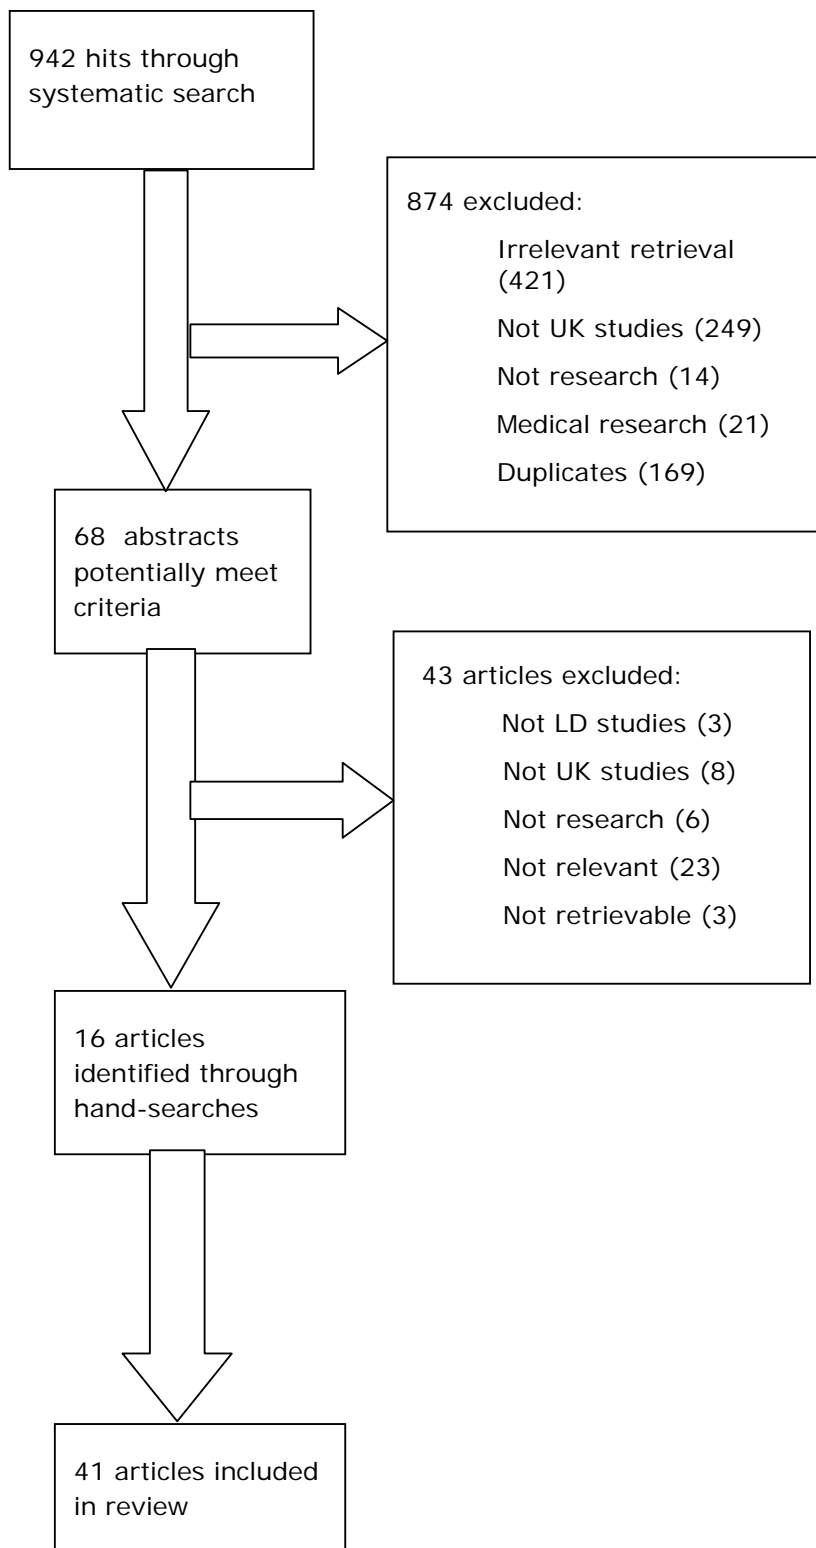 942 hits through
systematic search
874 excluded:
Irrelevant retrieval
(421)
Not UK studies (249)
Not research (14)
Medical research (21)
Duplicates (169)
68 abstracts
potentially meet
criteria
43 articles excluded:
Not LD studies (3)
Not UK studies (8)
Not research (6)
Not relevant (23)
Not retrievable (3)
16 articles
identified through
hand-searches
41 articles included
in review